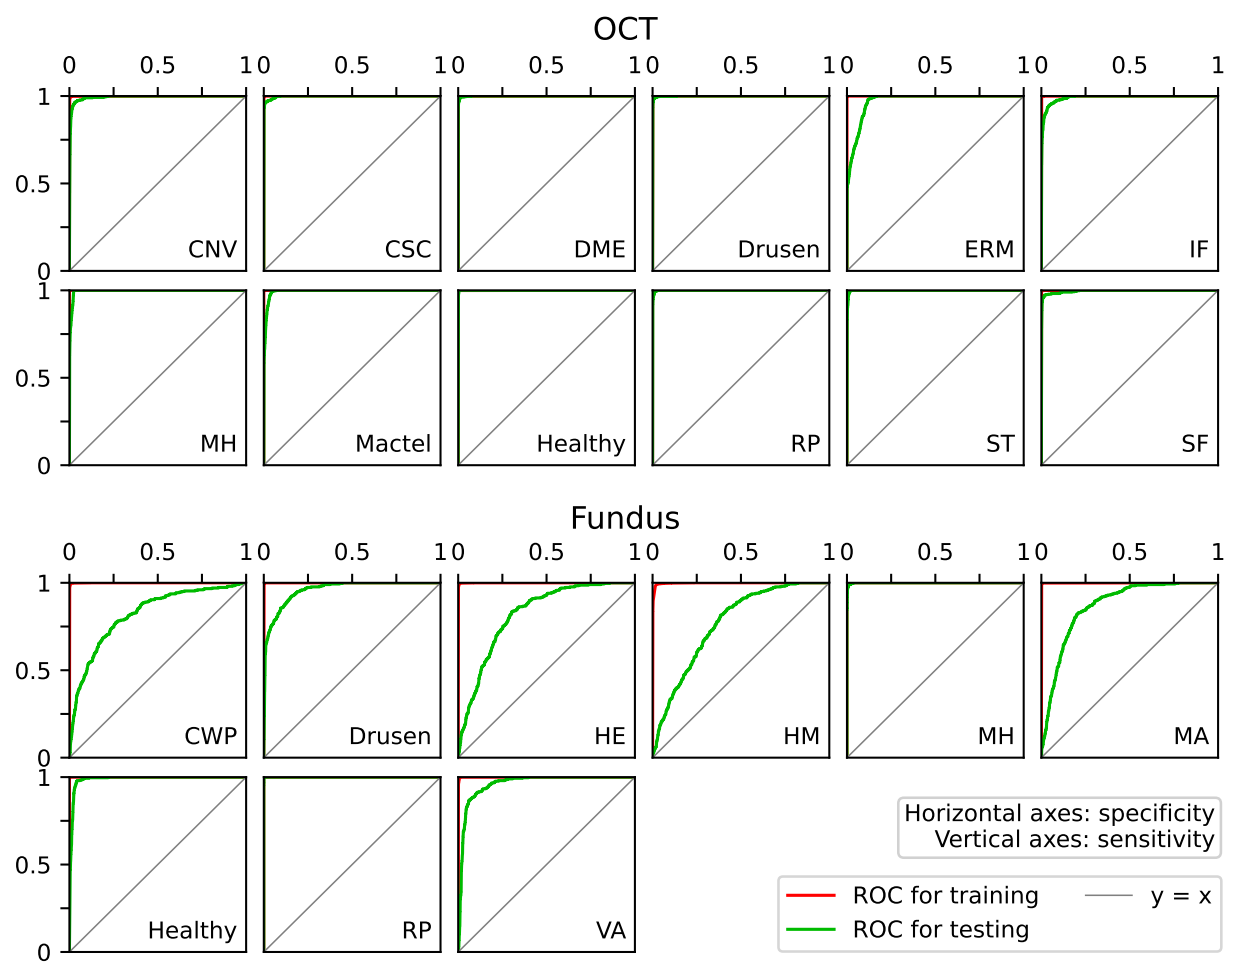 OCT
0 0.5 1 0 0.5 1 0 0.5 1 0 0.5 1 0 0.5 1 0 0.5 1
1
0.5
CNV CSC DME Drusen ERM IF
0
1
0.5
MH Mactel Healthy RP ST SF
0
Fundus
0 0.5 1 0 0.5 1 0 0.5 1 0 0.5 1 0 0.5 1 0 0.5 1
1
0.5
CWP Drusen HE HM MH MA
0
1
0.5
Healthy RP VA
0
Horizontal axes: specificity
Vertical axes: sensitivity
ROC for training y = x
ROC for testing